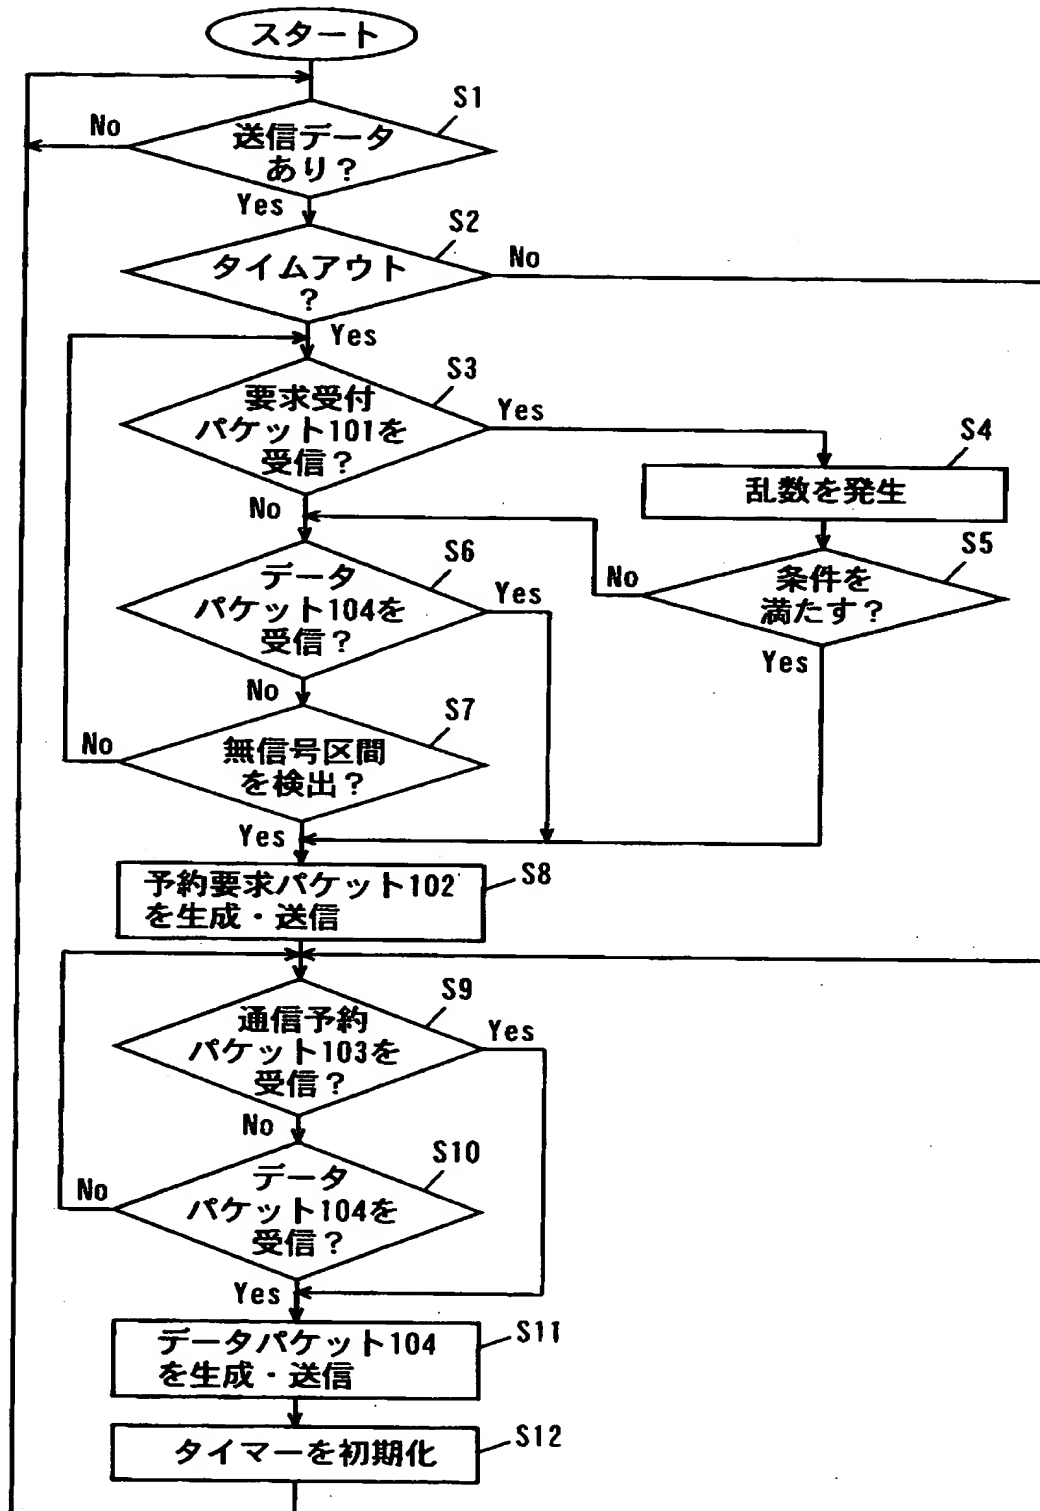 スタート
S1
No
送信データ
あり？
Yes
S2
タイムアウト
？
No
Yes
S3
要求受付
パケット101を
受信？
Yes
S4
乱数を発生
No
S5
条件を
満たす？
No
Yes
S6
データ
パケット104を
受信？
Yes
No
S7
無信号区間
を検出？
No
Yes
S8
予約要求パケット102
を生成・送信
S9
通信予約
パケット103を
受信？
Yes
No
S10
データ
パケット104を
受信？
No
Yes
S11
データパケット104
を生成・送信
S12
タイマーを初期化